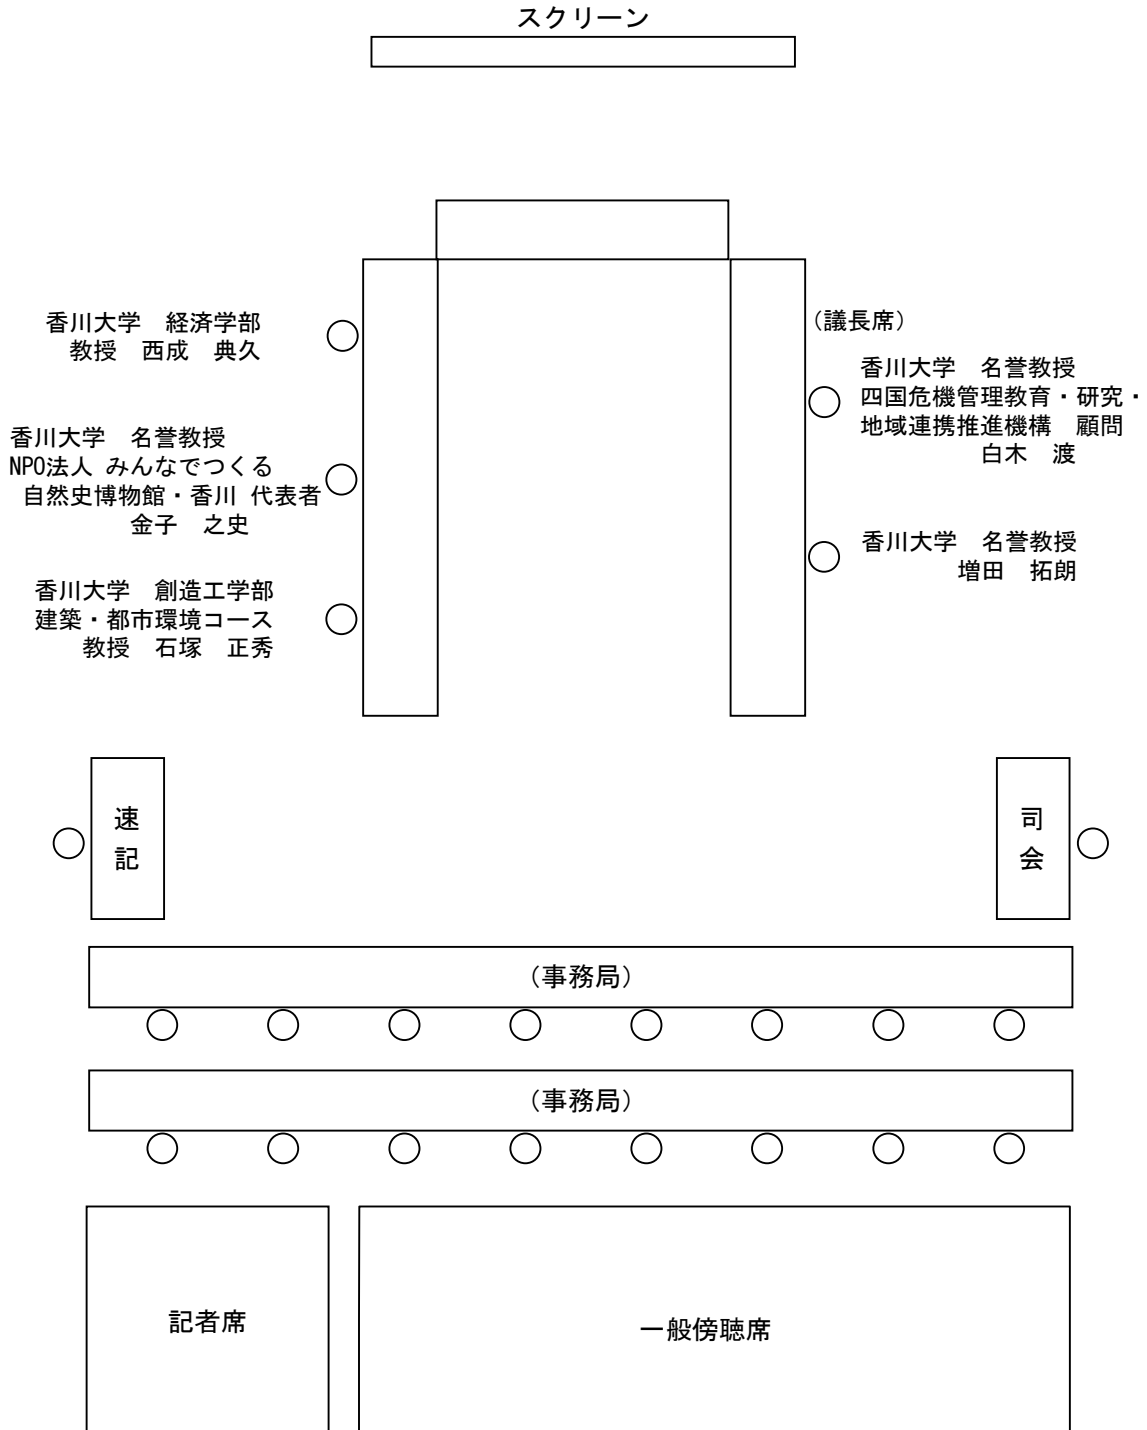 スクリーン
香川大学　経済学部
教授　西成　典久
（議長席）
香川大学　名誉教授
四国危機管理教育・研究・
地域連携推進機構　顧問
白木　渡
香川大学　名誉教授
NPO法人 みんなでつくる
自然史博物館・香川 代表者
金子　之史
香川大学　名誉教授
増田　拓朗
香川大学　創造工学部
建築・都市環境コース
教授　石塚　正秀
速記
司会
（事務局）
（事務局）
記者席
一般傍聴席